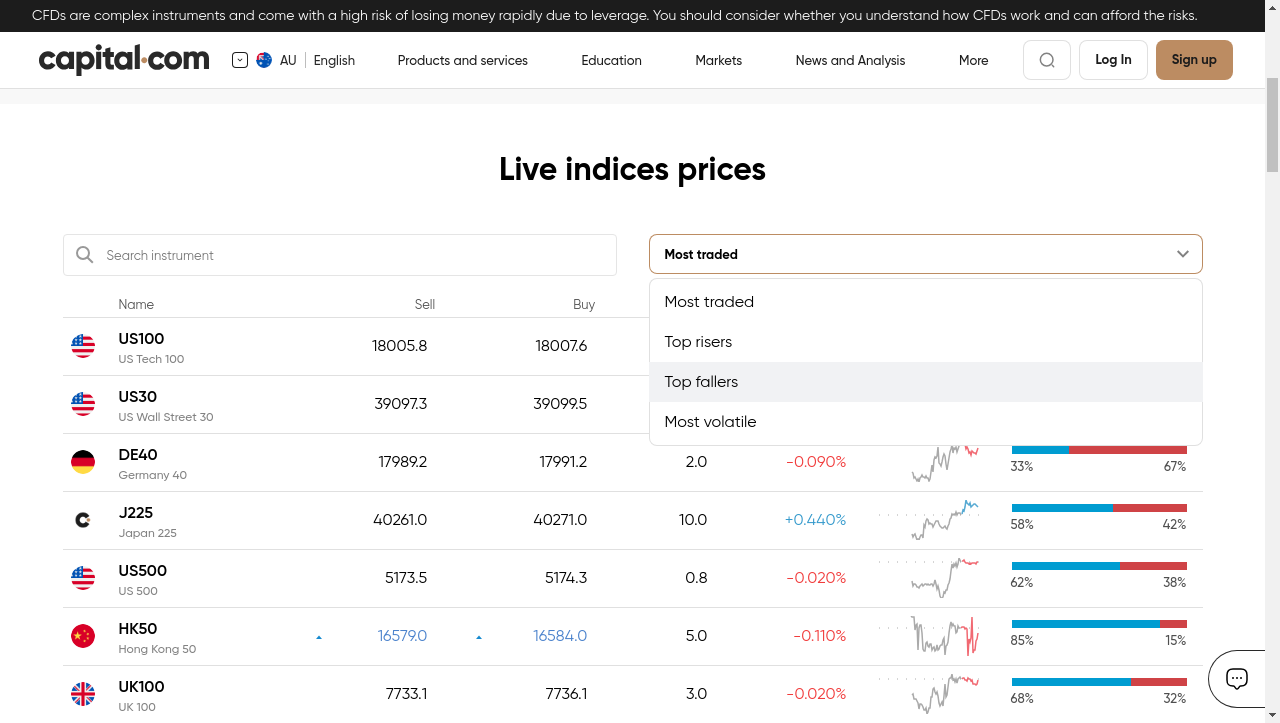 CFDs are complex instruments and come with a high risk of losing money rapidly due to leverage. You should consider whether you understand how CFDs work and can afford the risks.
capital.com AU English Products and services Education Markets News and Analysis More Log In Sign up
Live indices prices
Search instrument
Most traded
Most traded
Top risers
Top fallers
Most volatile
Name Sell Buy
US100 18005.8 18007.6
US Tech 100
US30 39097.3 39099.5
US Wall Street 30
DE40 17989.2 17991.2 2.0 -0.090%
Germany 40 33% 67%
J225 40261.0 40271.0 10.0 +0.440%
Japan 225 58% 42%
US500 5173.5 5174.3 0.8 -0.020%
US 500 62% 38%
HK50 16579.0 16584.0 5.0 -0.110%
Hong Kong 50 85% 15%
UK100 7733.1 7736.1 3.0 -0.020%
UK 100 68% 32%